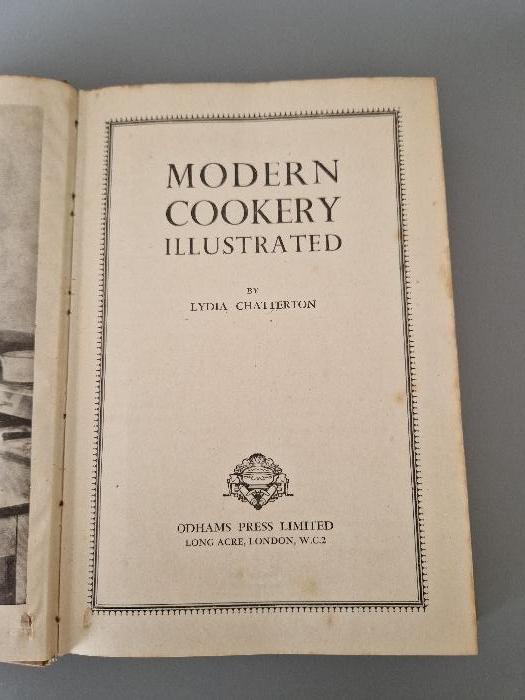 MODERN
COOKERY
ILLUSTRATED
BY
LYDIA CHATTERTON
ODHAMS PRESS LIMITED
LONG ACRE, LONDON, W.C.2